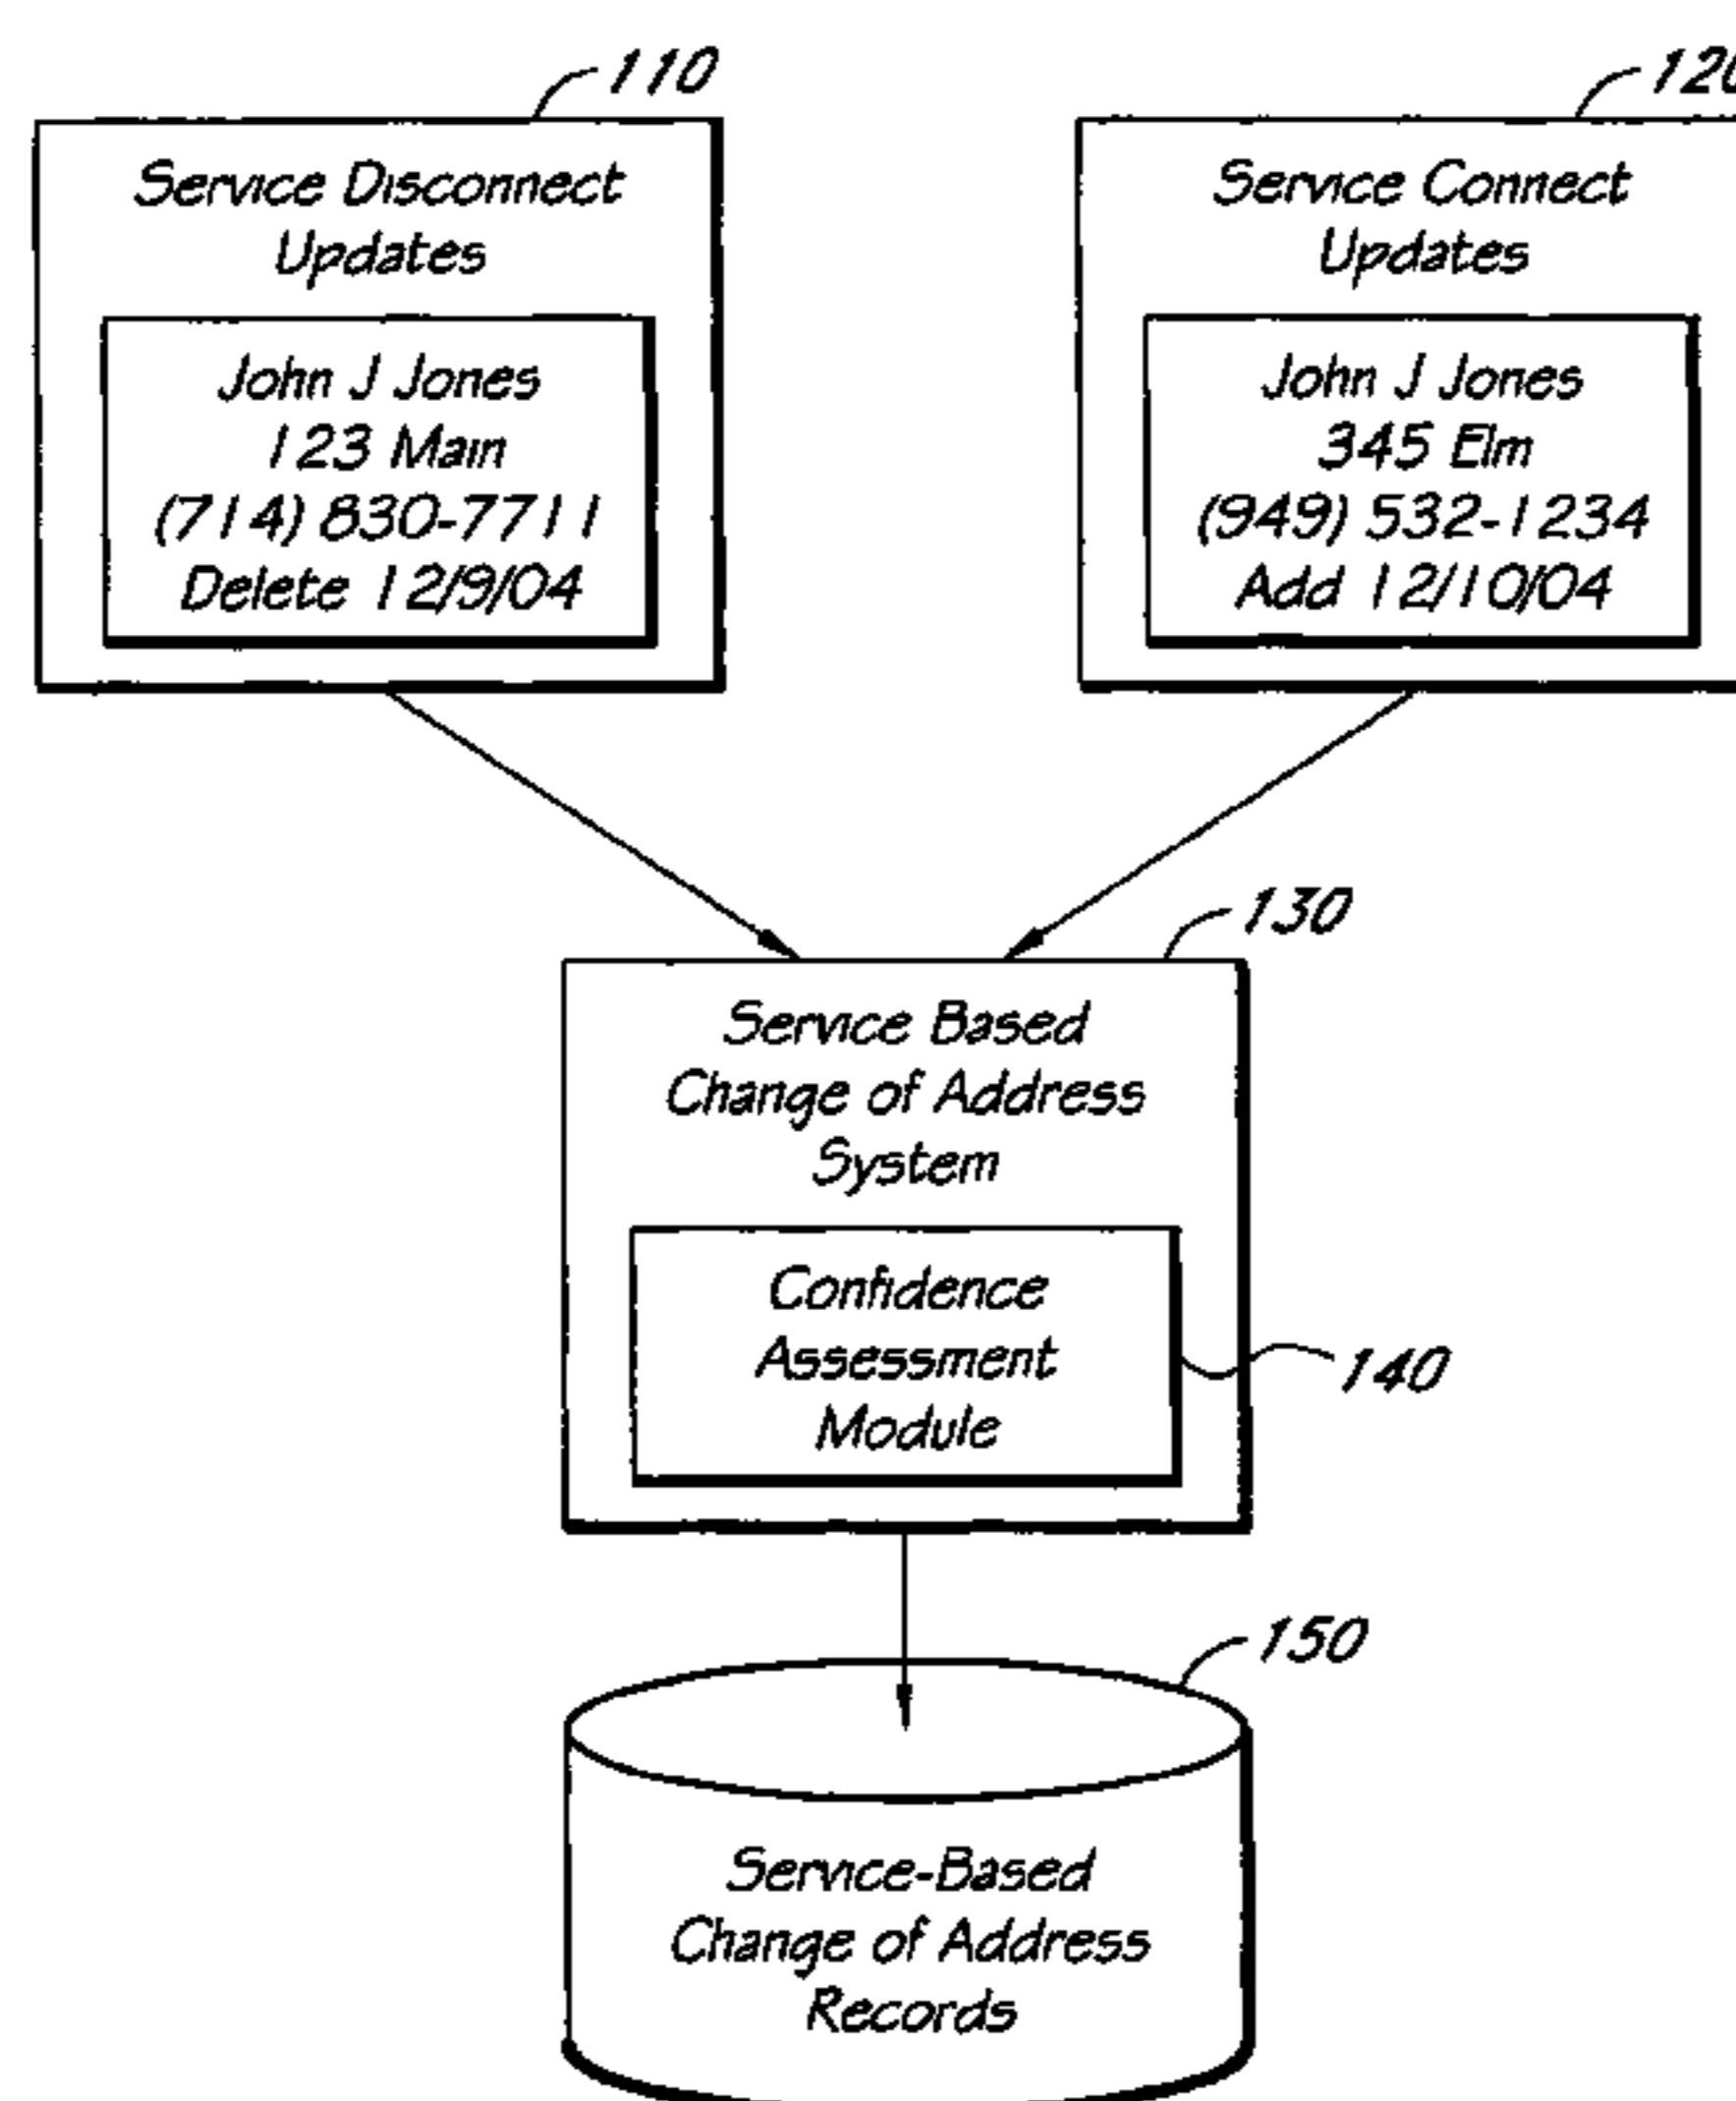 110
Service Disconnect
Updates
John J Jones
123 Main
(714) 830-7711
Delete 12/9/04
120
Service Connect
Updates
John J Jones
345 Elm
(949) 532-1234
Add 12/10/04
130
Service Based
Change of Address
System
Confidence
Assessment
Module
140
150
Service-Based
Change of Address
Records